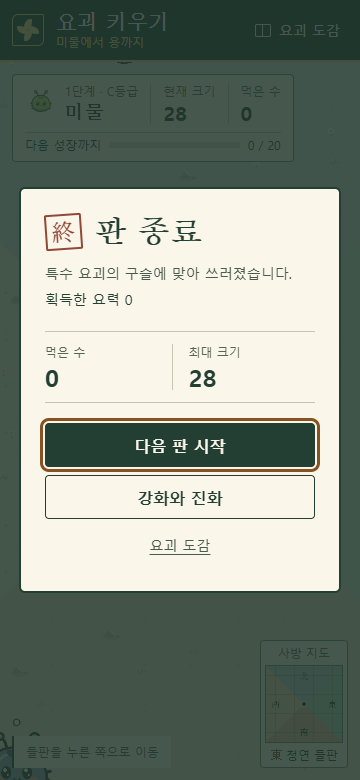 요괴 키우기
미물에서 용까지
요괴 도감
1단계 · C등급
미물
현재 크기
28
먹은 수
0
다음 성장까지
0 / 20
終 판 종료
특수 요괴의 구슬에 맞아 쓰러졌습니다.
획득한 요력 0
먹은 수
0
최대 크기
28
다음 판 시작
강화와 진화
요괴 도감
사방 지도
北
西
東
南
東 청연 들판
들판을 누른 쪽으로 이동